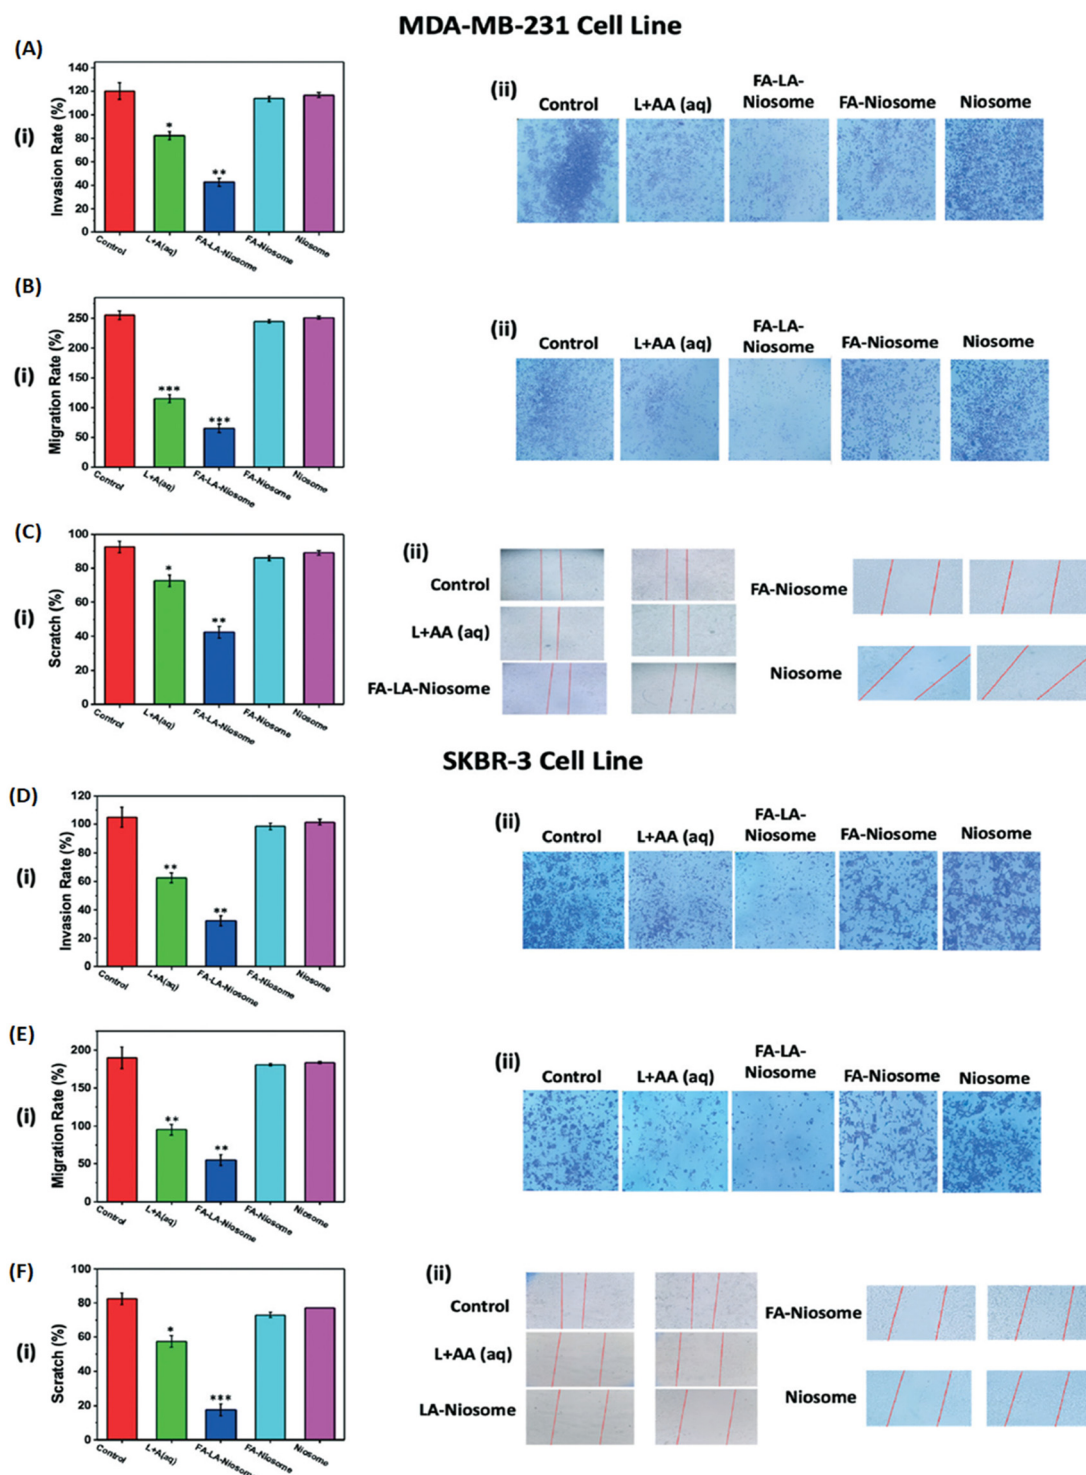 MDA-MB-231 Cell Line
(A)
(i)
Invasion Rate (%)
140
120
100
80
60
40
20
0
*
**
Control
L+A(aq)
FA-LA-Niosome
FA-Niosome
Niosome
(ii)
Control
L+AA (aq)
FA-LA-
Niosome
FA-Niosome
Niosome
(B)
(i)
Migration Rate (%)
250
200
150
100
50
0
***
***
Control
L+A(aq)
FA-LA-Niosome
FA-Niosome
Niosome
(ii)
Control
L+AA (aq)
FA-LA-
Niosome
FA-Niosome
Niosome
(C)
(i)
Scratch (%)
100
80
60
40
20
0
*
**
Control
L+A(aq)
FA-LA-Niosome
FA-Niosome
Niosome
(ii)
Control
L+AA (aq)
FA-LA-Niosome
FA-Niosome
Niosome
SKBR-3 Cell Line
(D)
(i)
Invasion Rate (%)
120
100
80
60
40
20
0
**
**
Control
L+A(aq)
FA-LA-Niosome
FA-Niosome
Niosome
(ii)
Control
L+AA (aq)
FA-LA-
Niosome
FA-Niosome
Niosome
(E)
(i)
Migration Rate (%)
200
150
100
50
0
**
**
Control
L+A(aq)
FA-LA-Niosome
FA-Niosome
Niosome
(ii)
Control
L+AA (aq)
FA-LA-
Niosome
FA-Niosome
Niosome
(F)
(i)
Scratch (%)
100
80
60
40
20
0
*
***
Control
L+A(aq)
FA-LA-Niosome
FA-Niosome
Niosome
(ii)
Control
L+AA (aq)
LA-Niosome
FA-Niosome
Niosome